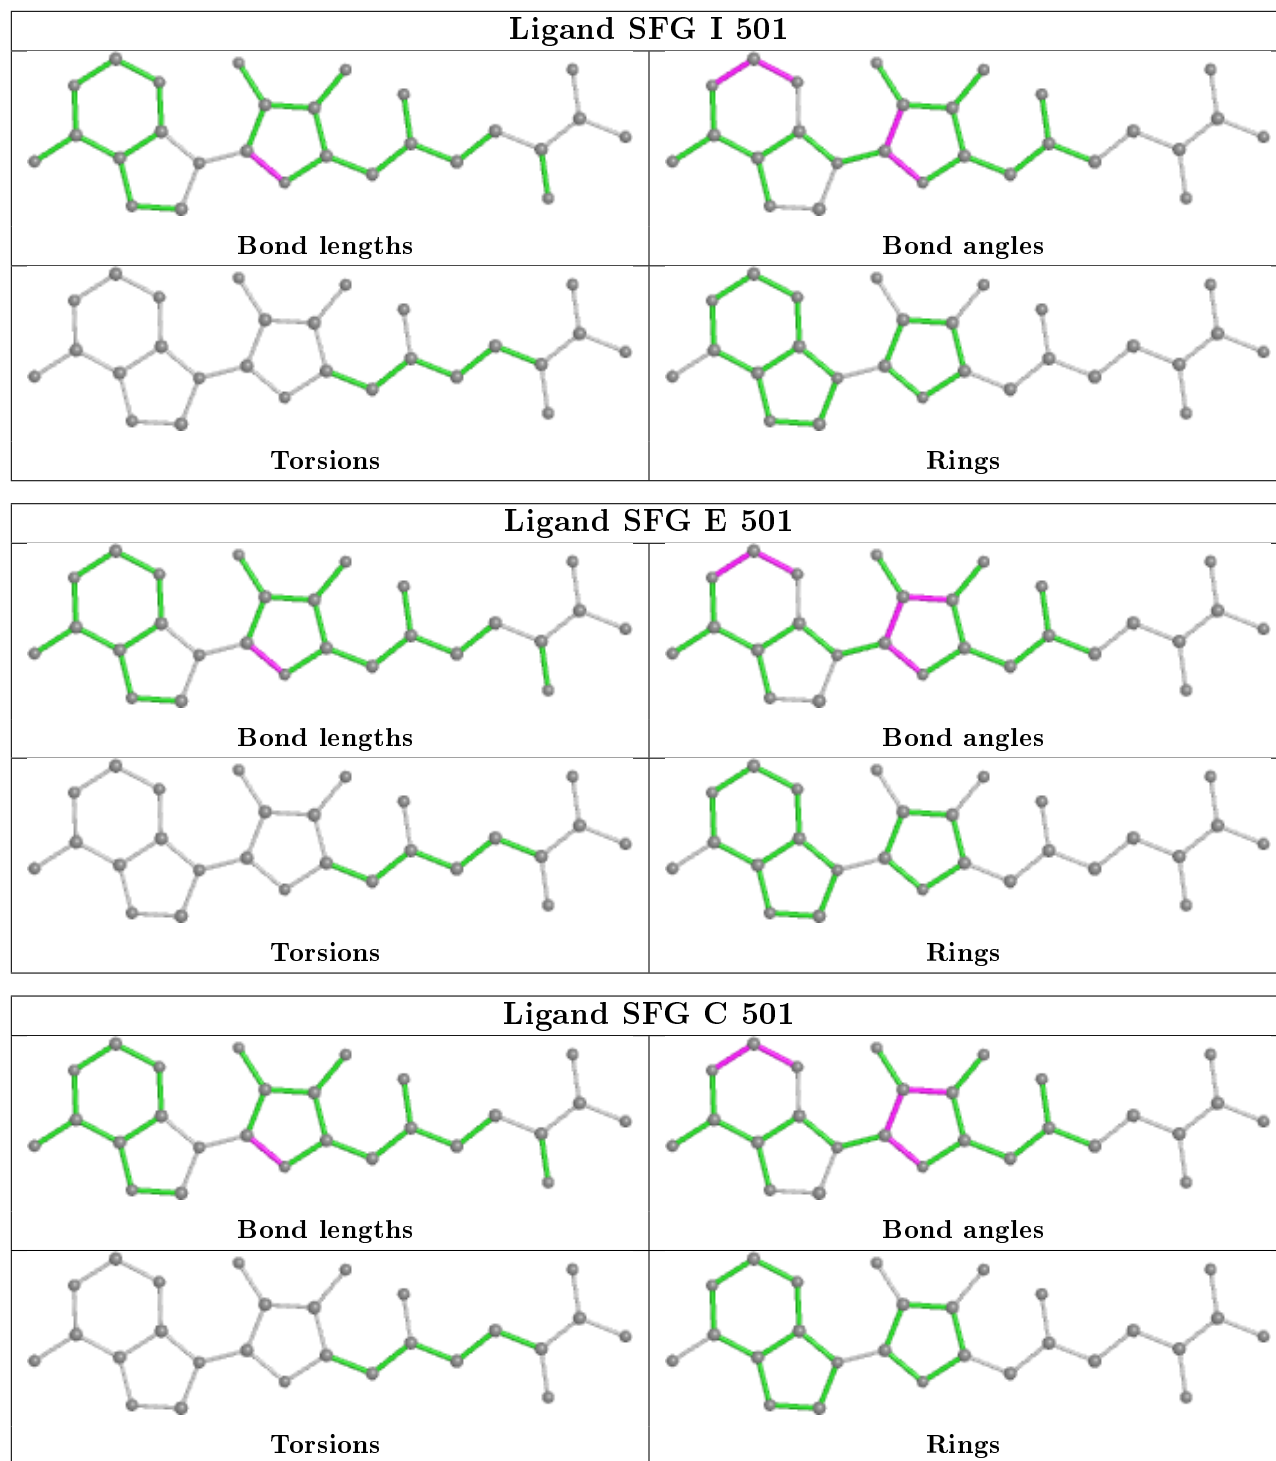 Ligand SFG I 501
Bond lengths
Bond angles
Torsions
Rings
Ligand SFG E 501
Bond lengths
Bond angles
Torsions
Rings
Ligand SFG C 501
Bond lengths
Bond angles
Torsions
Rings